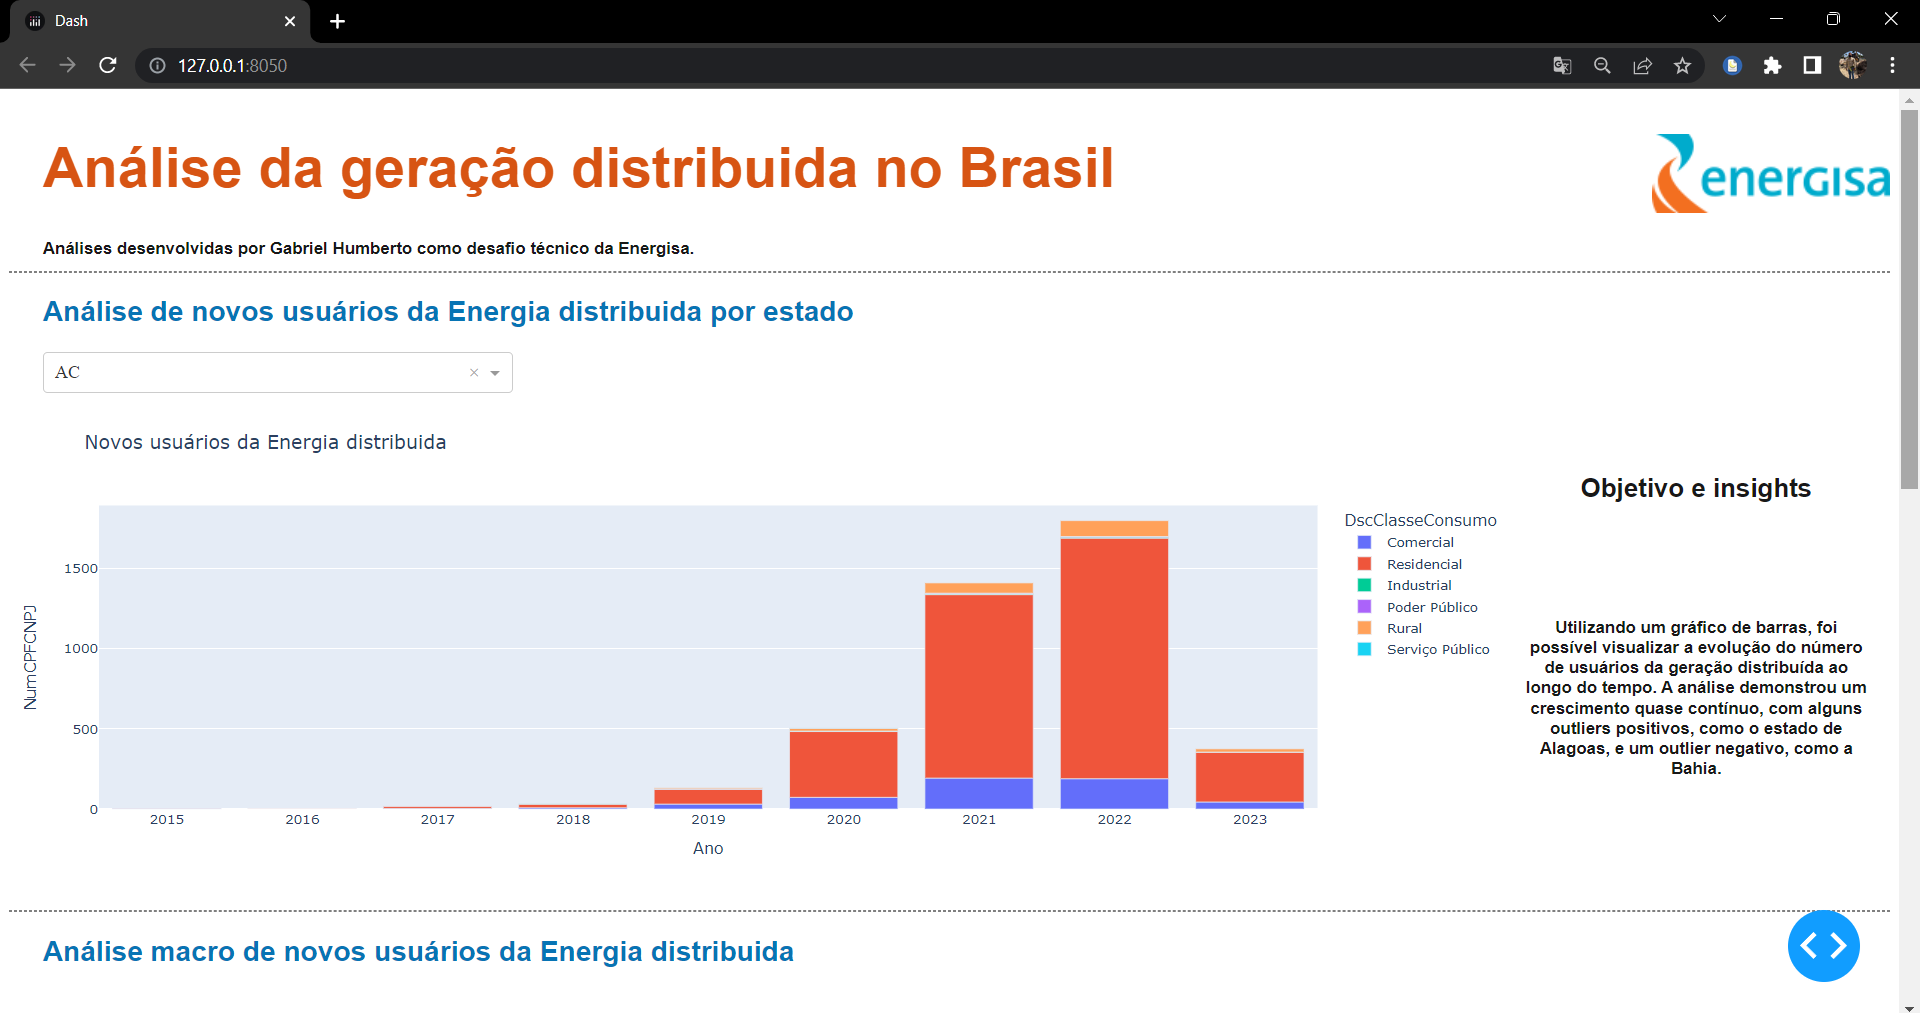 Dash
127.0.0.1:8050
Análise da geração distribuida no Brasil
energisa
Análises desenvolvidas por Gabriel Humberto como desafio técnico da Energisa.
Análise de novos usuários da Energia distribuida por estado
AC
Novos usuários da Energia distribuida
NumCPFCNPJ
1500
1000
500
0
2015 2016 2017 2018 2019 2020 2021 2022 2023
Ano
DscClasseConsumo
Comercial
Residencial
Industrial
Poder Público
Rural
Serviço Público
Objetivo e insights
Utilizando um gráfico de barras, foi
possível visualizar a evolução do número
de usuários da geração distribuída ao
longo do tempo. A análise demonstrou um
crescimento quase contínuo, com alguns
outliers positivos, como o estado de
Alagoas, e um outlier negativo, como a
Bahia.
Análise macro de novos usuários da Energia distribuida